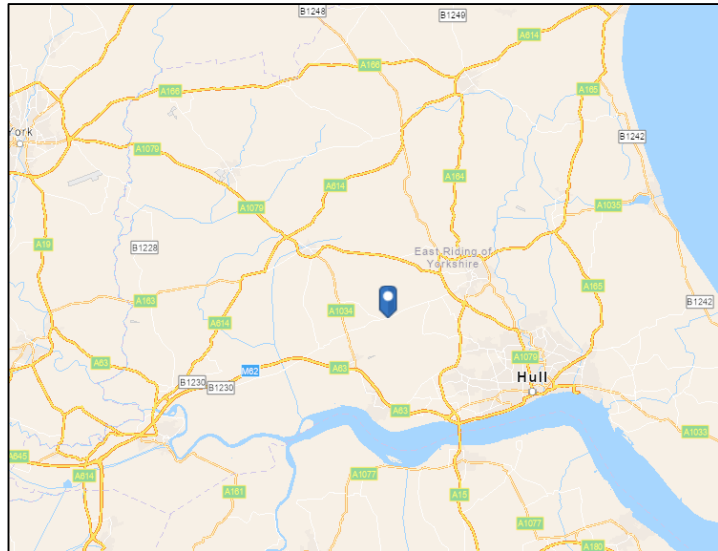 B1248
B1249
A614
A166
A166
A165
York
A1079
B1242
A164
A614
A1079
A1035
A19
B1228
East Riding of
Yorkshire
A165
A163
B1242
A1034
A614
A1079
A63
M62
A63
B1230
B1230
Hull
A63
A1033
A645
A614
A1077
A161
A15
A1077
A180